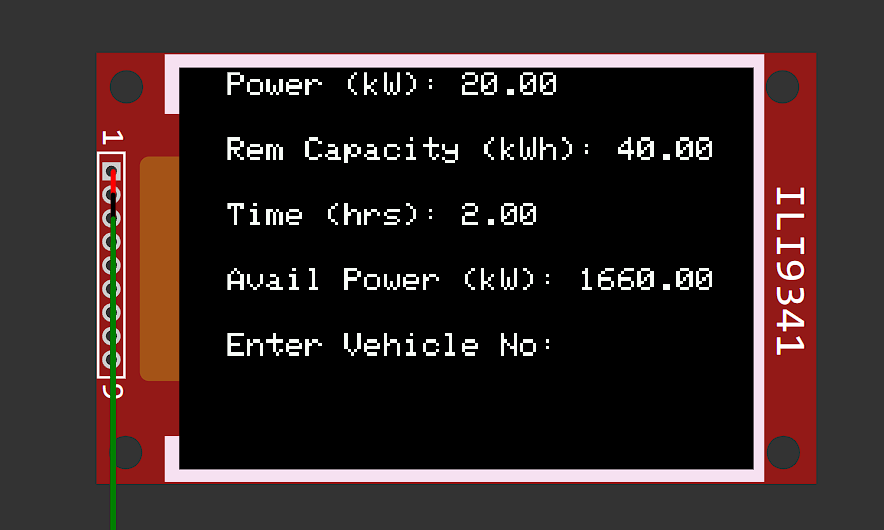 Power (kW): 20.00
Rem Capacity (kWh): 40.00
Time (hrs): 2.00
Avail Power (kW): 1660.00
Enter Vehicle No:
1
9
ILI9341